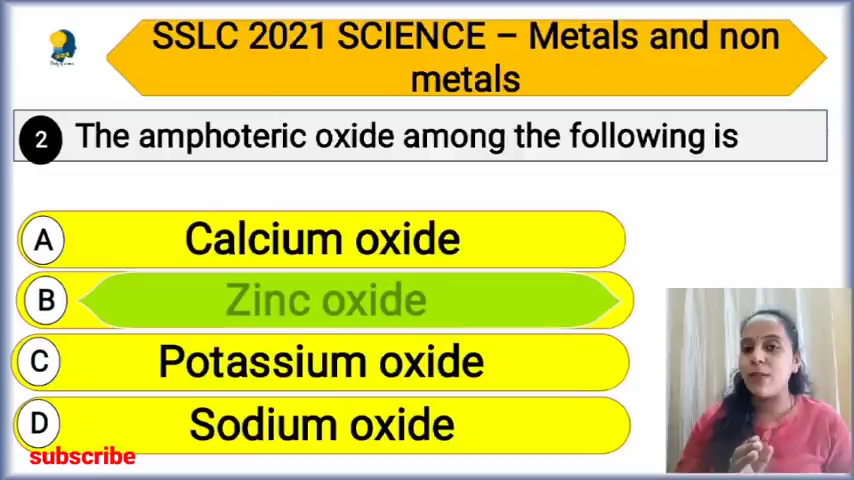 SSLC 2021 SCIENCE – Metals and non
metals
2 The amphoteric oxide among the following is
A Calcium oxide
B Zinc oxide
C Potassium oxide
D Sodium oxide
subscribe